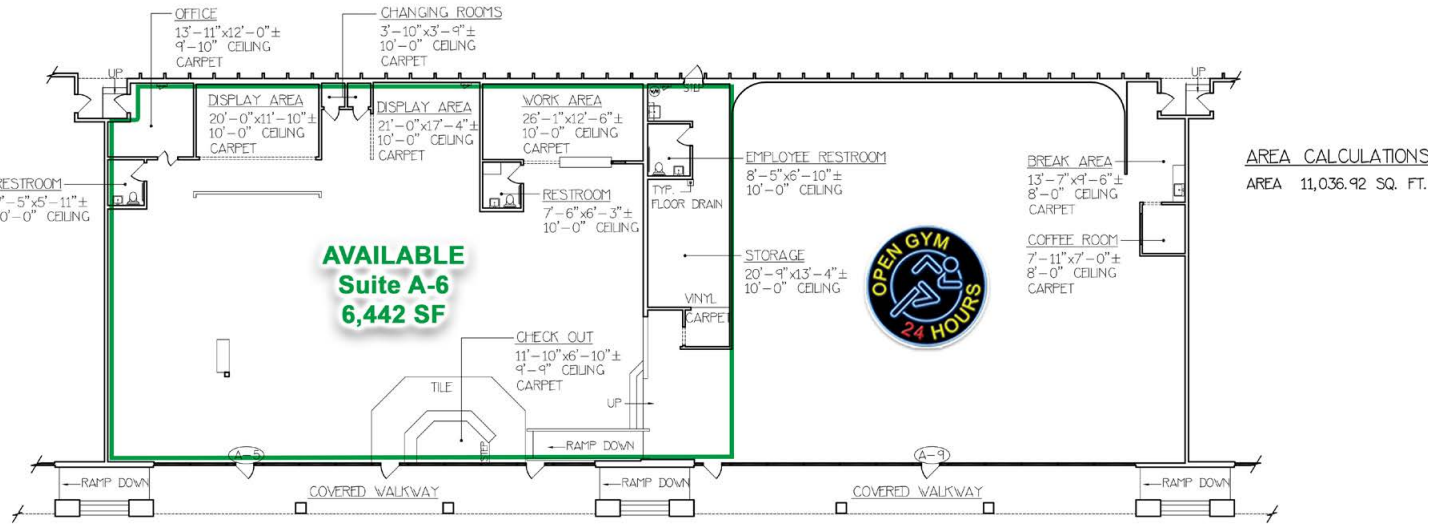 OFFICE
13'-11"x12'-0"±
9'-10" CEILING
CARPET
CHANGING ROOMS
3'-10"x3'-9"±
10'-0" CEILING
CARPET
UP
DISPLAY AREA
20'-0"x11'-10"±
10'-0" CEILING
CARPET
DISPLAY AREA
21'-0"x17'-4"±
10'-0" CEILING
CARPET
WORK AREA
26'-1"x12'-6"±
10'-0" CEILING
CARPET
UP
RESTROOM
7'-5"x5'-11"±
10'-0" CEILING
RESTROOM
7'-6"x6'-3"±
10'-0" CEILING
EMPLOYEE RESTROOM
8'-5"x6'-10"±
10'-0" CEILING
TYP.
FLOOR DRAIN
BREAK AREA
13'-7"x9'-6"±
8'-0" CEILING
CARPET
AREA CALCULATIONS
AREA 11,036.92 SQ. FT.
AVAILABLE
Suite A-6
6,442 SF
STORAGE
20'-9"x13'-4"±
10'-0" CEILING
VINYL
CARPET
OPEN GYM
24 HOURS
COFFEE ROOM
7'-11"x7'-0"±
8'-0" CEILING
CARPET
CHECK OUT
11'-10"x6'-10"±
9'-9" CEILING
CARPET
TILE
UP
STEP
RAMP DOWN
A-5
A-9
RAMP DOWN
COVERED WALKWAY
RAMP DOWN
COVERED WALKWAY
RAMP DOWN